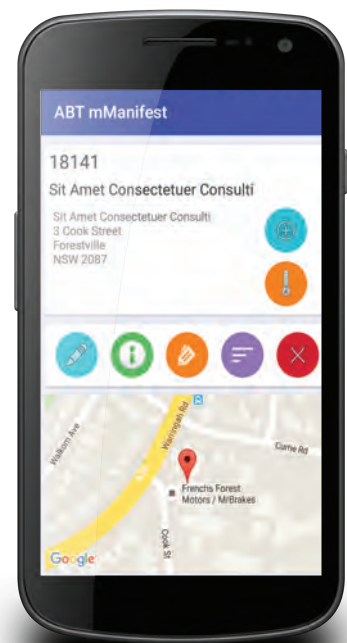 ABT mManifest
18141
Sit Amet Consectetuer Consulti
Sit Amet Consectetuer Consulti
3 Cook Street
Forestville
NSW 2087
Walkom Ave
Warringah Rd
Currie Rd
Frenchs Forest
Motors / MrBrakes
Cook St
Google